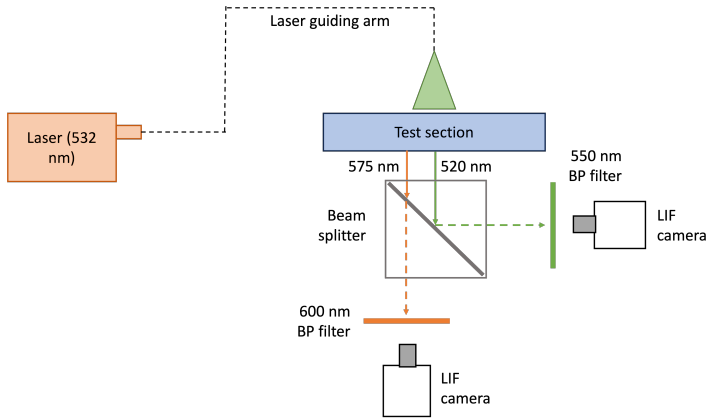 Laser guiding arm
Laser (532
nm)
Test section
575 nm
520 nm
550 nm
BP filter
Beam
splitter
LIF
camera
600 nm
BP filter
LIF
camera